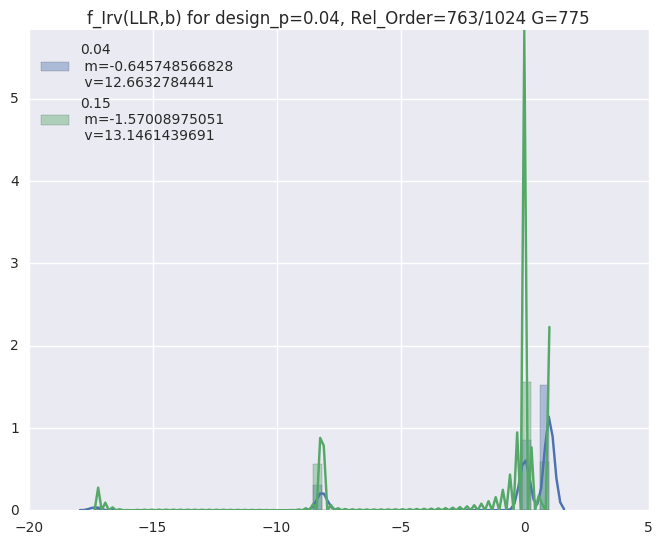 f_Irv(LLR,b) for design_p=0.04, Rel_Order=763/1024 G=775
0.04
m=-0.645748566828
v=12.6632784441
0.15
m=-1.57008975051
v=13.1461439691
5
4
3
2
1
0
−20
−15
−10
−5
0
5